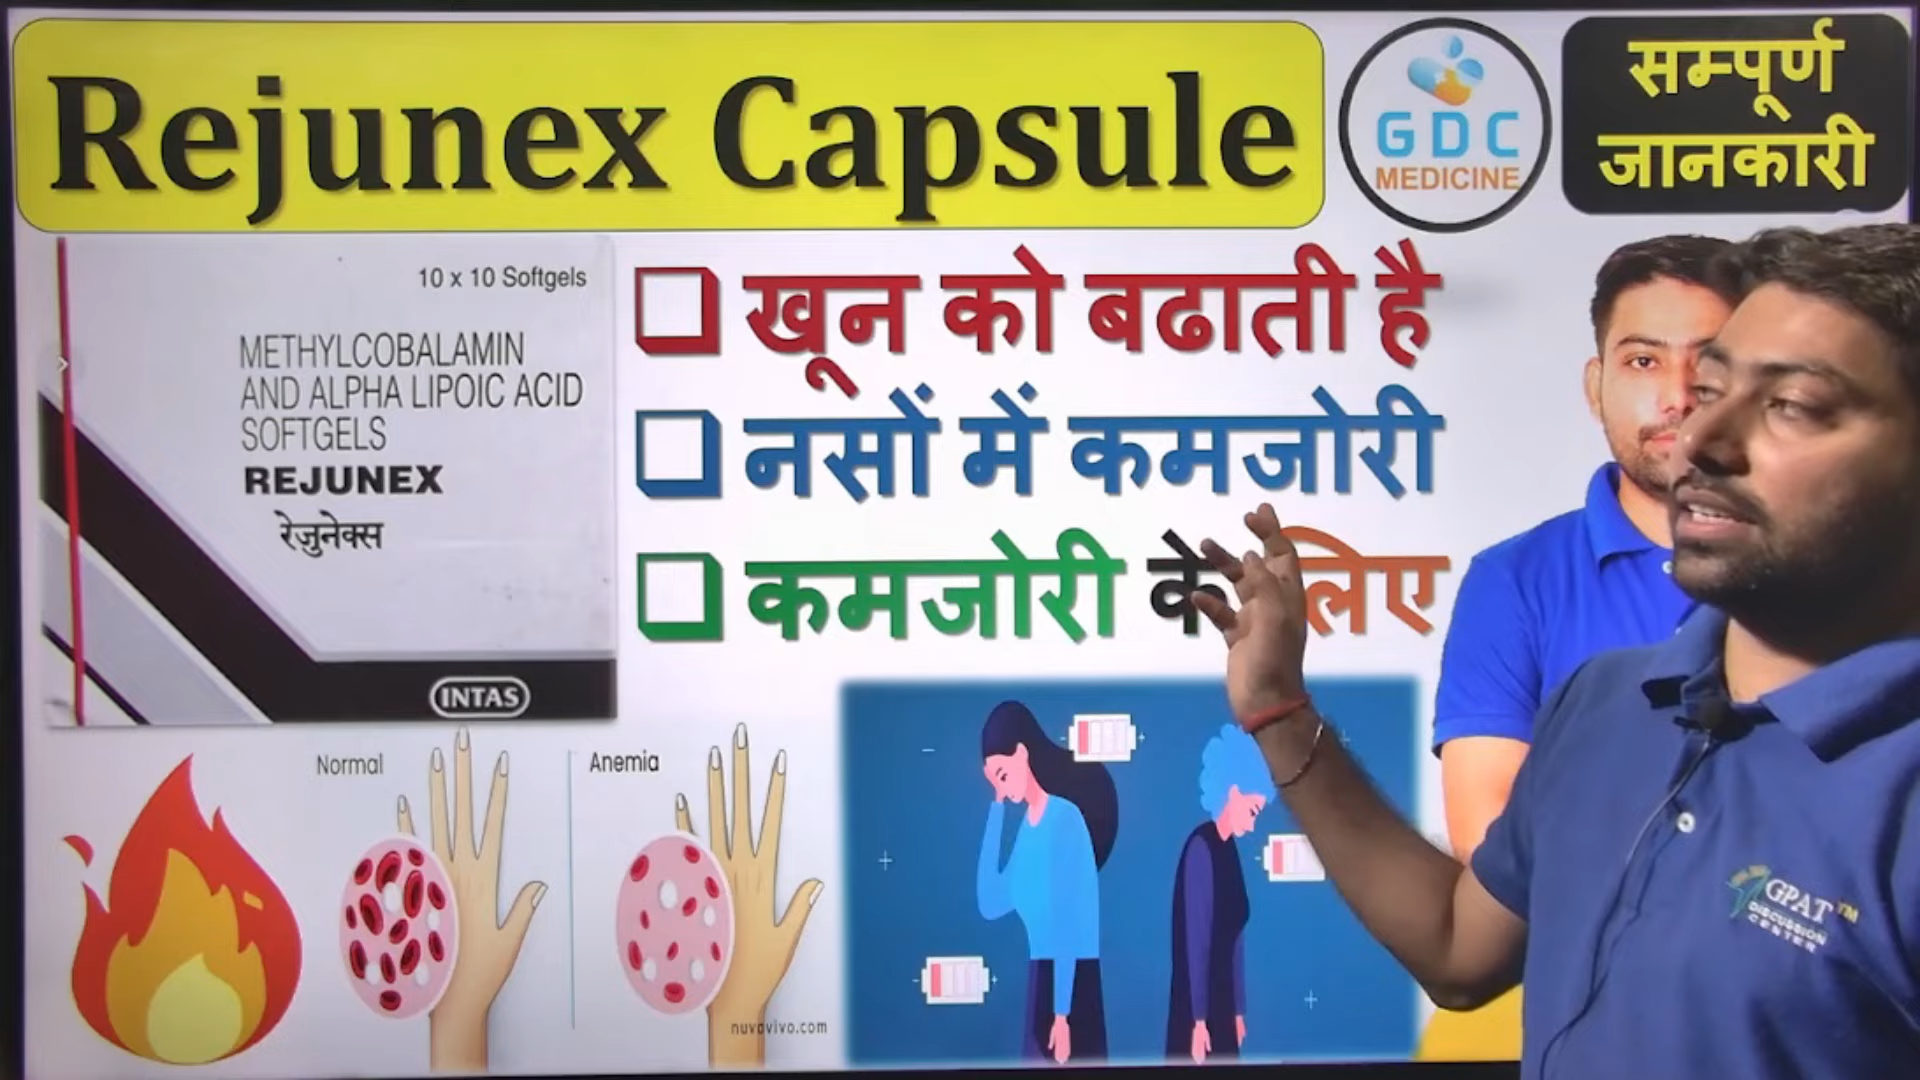 Rejunex Capsule
GDC
MEDICINE
सम्पूर्ण
जानकारी
10 x 10 Softgels
METHYLCOBALAMIN
AND ALPHA LIPOIC ACID
SOFTGELS
REJUNEX
रेजुनेक्स
INTAS
खून को बढाती है
नसों में कमजोरी
कमजोरी के लिए
Normal
Anemia
nuvovivo.com
GPAT™
DISCUSSION
CENTER